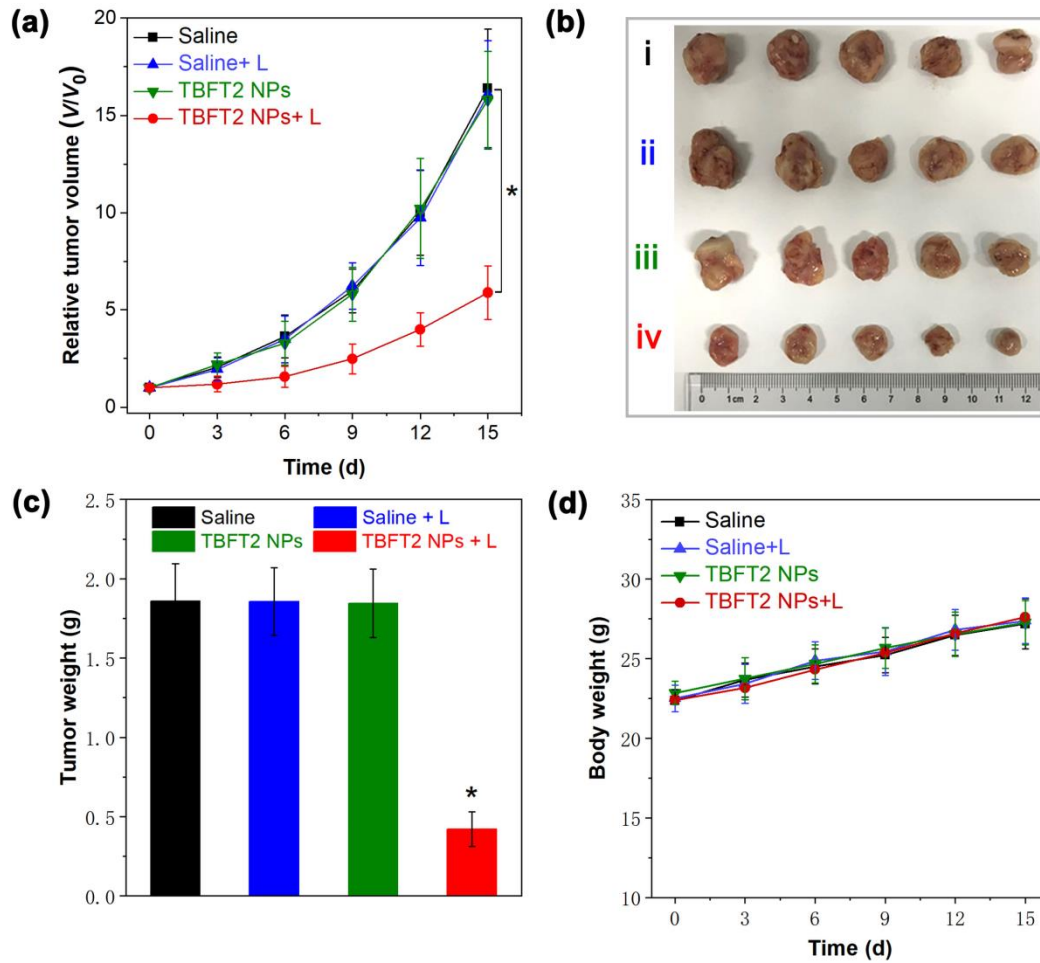 (a)
Relative tumor volume (V/V0)
20
15
10
5
0
Saline
Saline+ L
TBFT2 NPs
TBFT2 NPs+ L
*
0 3 6 9 12 15
Time (d)
(b)
i
ii
iii
iv
0 1cm 2 3 4 5 6 7 8 9 10 11 12
(c)
Tumor weight (g)
2.5
2.0
1.5
1.0
0.5
0.0
Saline Saline + L
TBFT2 NPs TBFT2 NPs + L
*
(d)
Body weight (g)
35
30
25
20
15
10
Saline
Saline+L
TBFT2 NPs
TBFT2 NPs+L
0 3 6 9 12 15
Time (d)